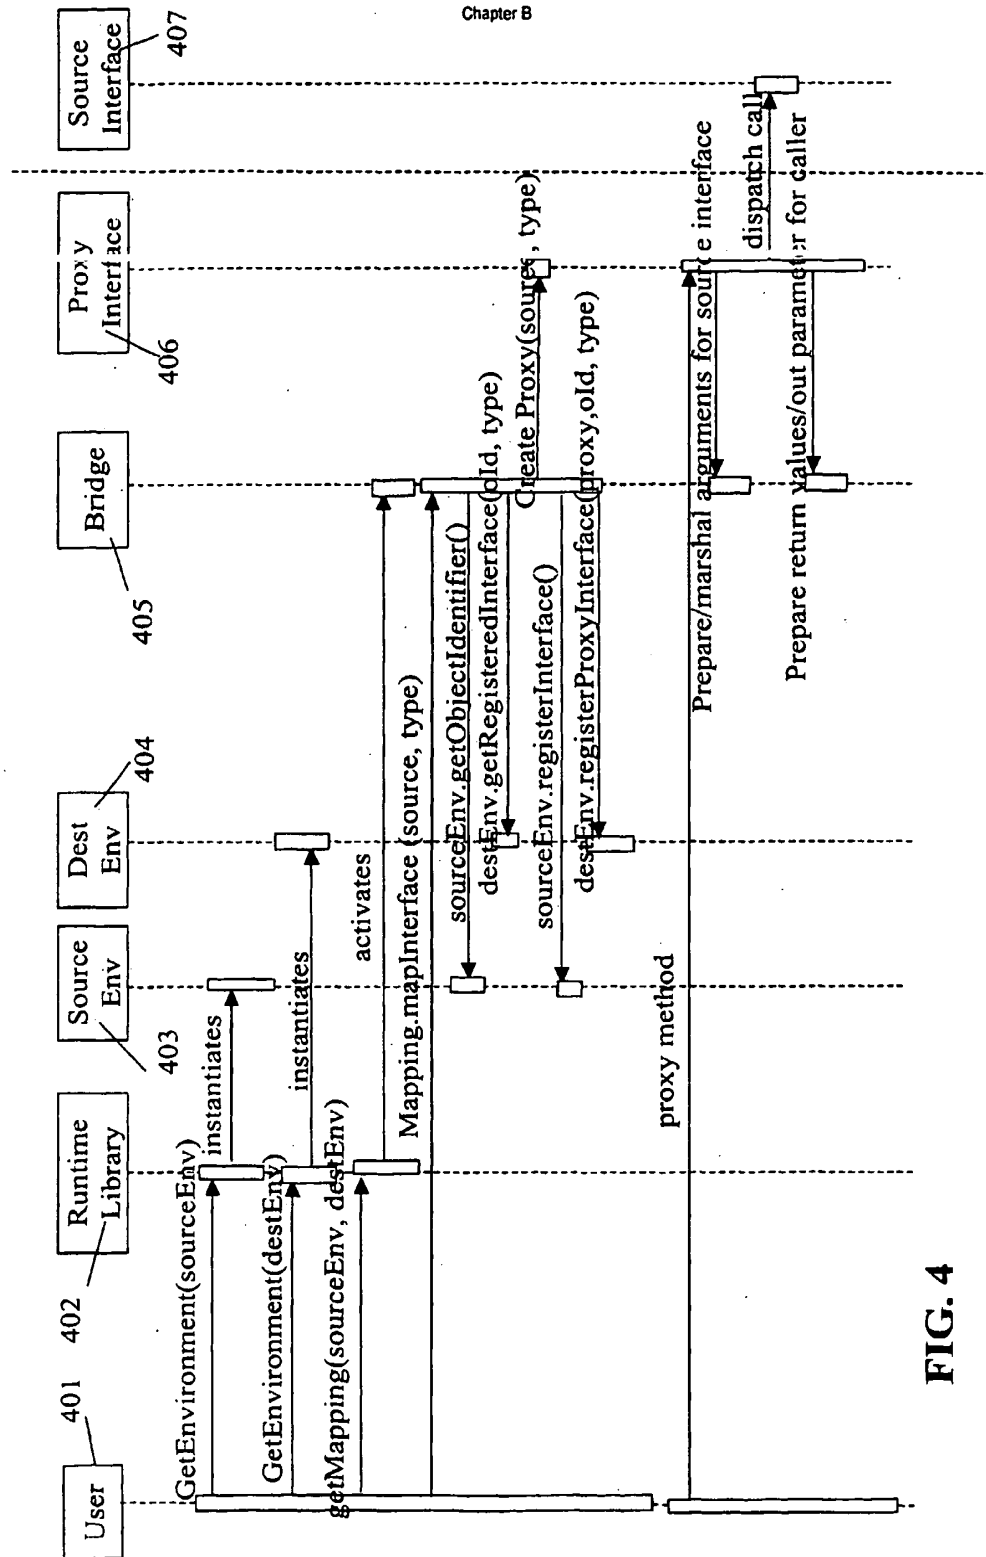 Chapter B
User
401
Runtime
Library
402
Source
Env
403
Dest
Env
404
Bridge
405
Proxy
Interface
406
Source
Interface
407
GetEnvironment(sourceEnv)
instantiates
GetEnvironment(destEnv)
instantiates
getMapping(sourceEnv, destEnv)
activates
Mapping.mapInterface (source, type)
sourceEnv.getObjectIdentifier()
destEnv.getRegisteredInterface(oId, type)
Create Proxy(source, type)
sourceEnv.registerInterface()
destEnv.registerProxyInterface(proxy,oId, type)
proxy method
Prepare/marshal arguments for source interface
dispatch call
Prepare return values/out parameter for caller
FIG. 4